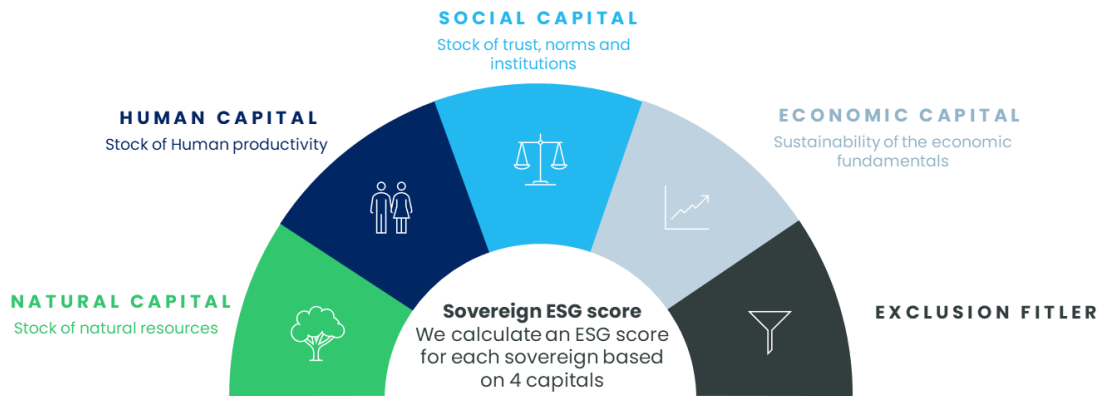 SOCIAL CAPITAL
Stock of trust, norms and
institutions
HUMAN CAPITAL
Stock of Human productivity
ECONOMIC CAPITAL
Sustainability of the economic
fundamentals
NATURAL CAPITAL
Stock of natural resources
Sovereign ESG score
We calculate an ESG score
for each sovereign based
on 4 capitals
EXCLUSION FITLER